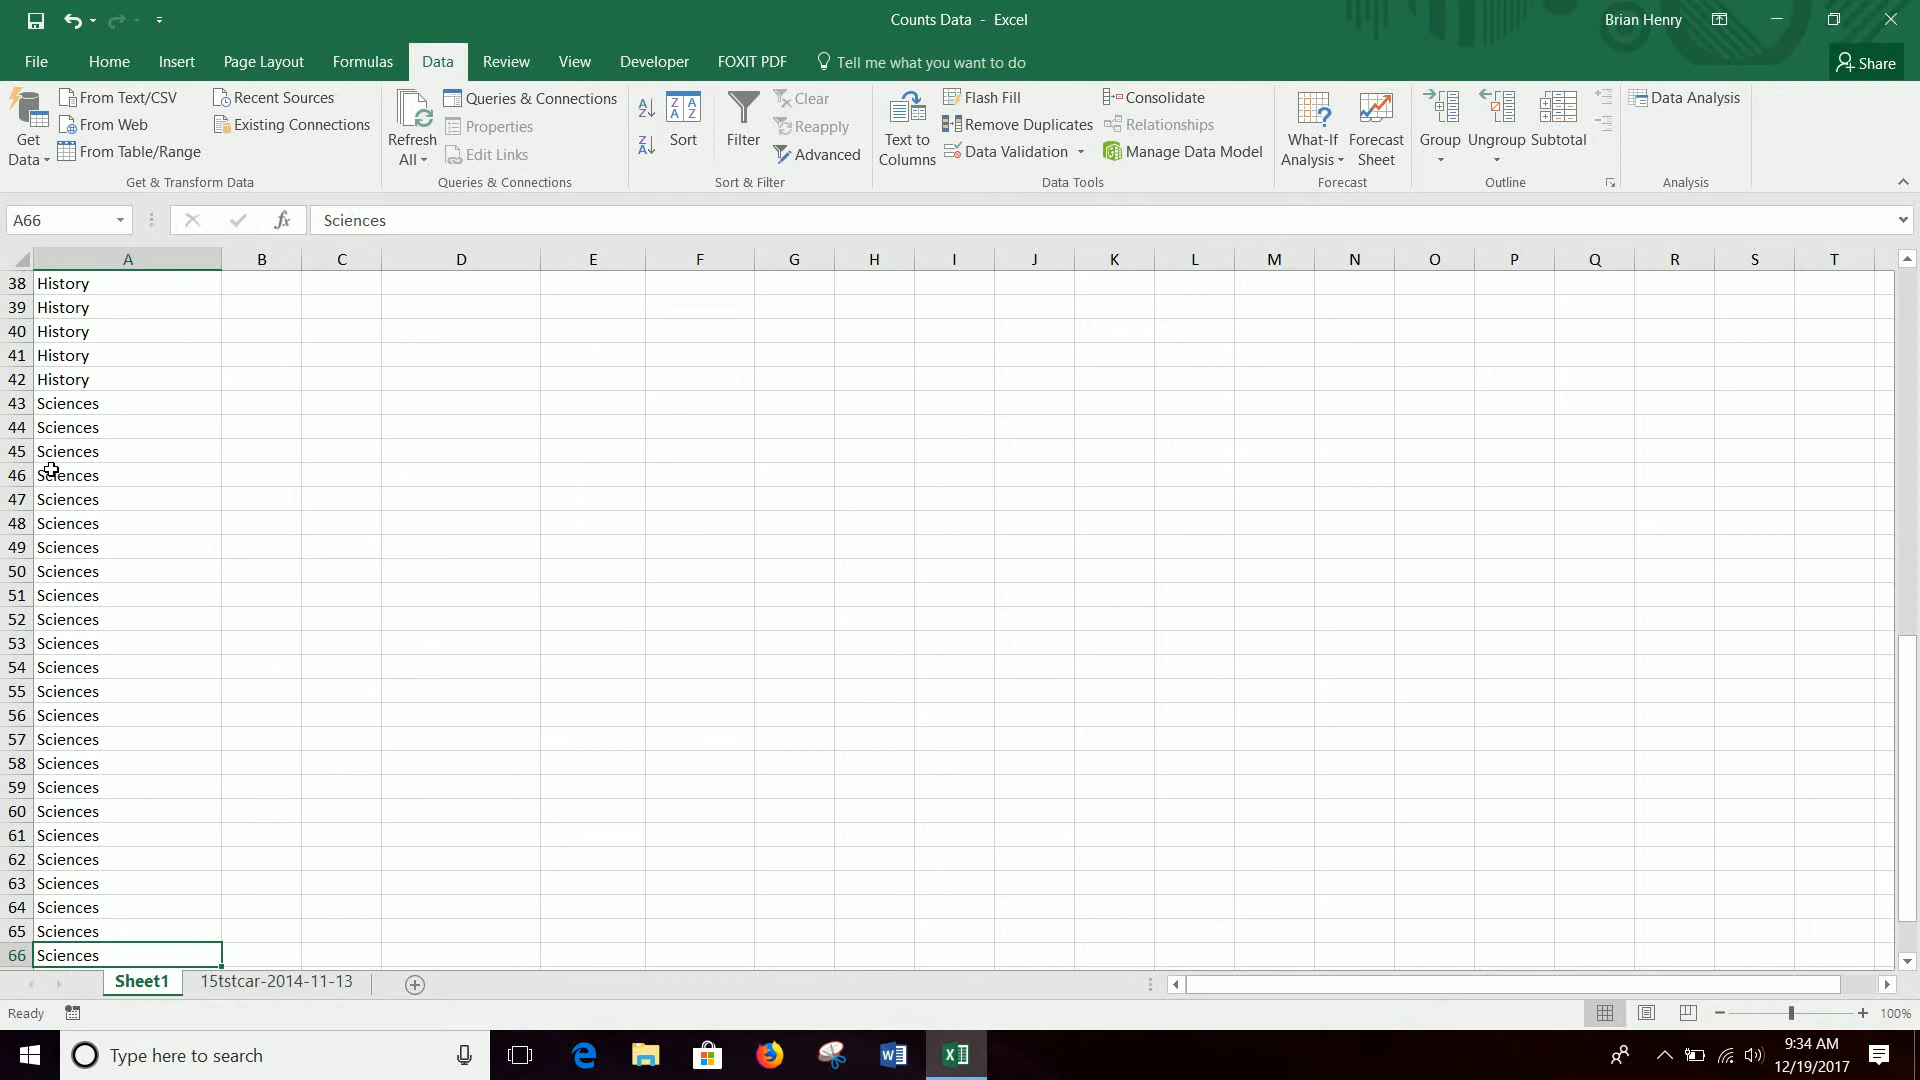 Counts Data - Excel
Brian Henry
File Home Insert Page Layout Formulas Data Review View Developer FOXIT PDF Tell me what you want to do Share
Get Data
From Text/CSV
From Web
From Table/Range
Recent Sources
Existing Connections
Get & Transform Data
Refresh All
Queries & Connections
Properties
Edit Links
Queries & Connections
Sort
Filter
Clear
Reapply
Advanced
Sort & Filter
Text to Columns
Flash Fill
Remove Duplicates
Data Validation
Consolidate
Relationships
Manage Data Model
Data Tools
What-If Analysis
Forecast Sheet
Forecast
Group
Ungroup
Subtotal
Outline
Data Analysis
Analysis
A66 fx Sciences
A B C D E F G H I J K L M N O P Q R S T
38 History
39 History
40 History
41 History
42 History
43 Sciences
44 Sciences
45 Sciences
46 Sciences
47 Sciences
48 Sciences
49 Sciences
50 Sciences
51 Sciences
52 Sciences
53 Sciences
54 Sciences
55 Sciences
56 Sciences
57 Sciences
58 Sciences
59 Sciences
60 Sciences
61 Sciences
62 Sciences
63 Sciences
64 Sciences
65 Sciences
66 Sciences
Sheet1 15tstcar-2014-11-13
Ready 100%
Type here to search
9:34 AM
12/19/2017